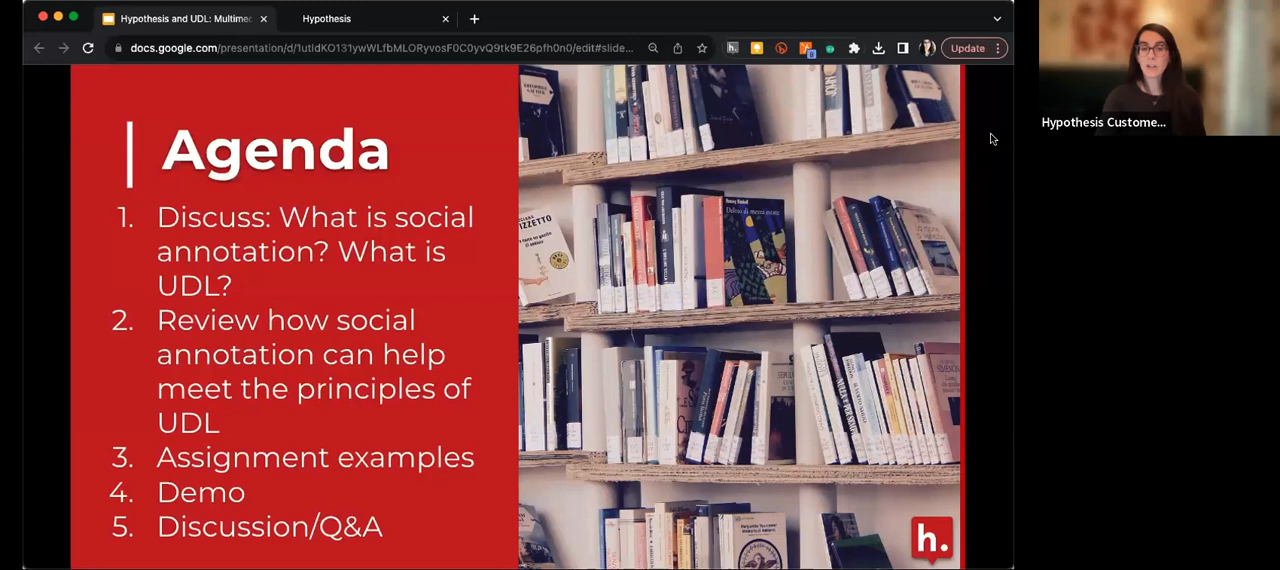 Hypothesis and UDL: Multime
Hypothesis
docs.google.com/presentation/d/1utIdKO131ywWLfbMLORyvosF0C0yvQ9tk9E26pfh0n0/edit#slide...
Update
Hypothesis Custome...
Agenda
1. Discuss: What is social
annotation? What is
UDL?
2. Review how social
annotation can help
meet the principles of
UDL
3. Assignment examples
4. Demo
5. Discussion/Q&A
h.